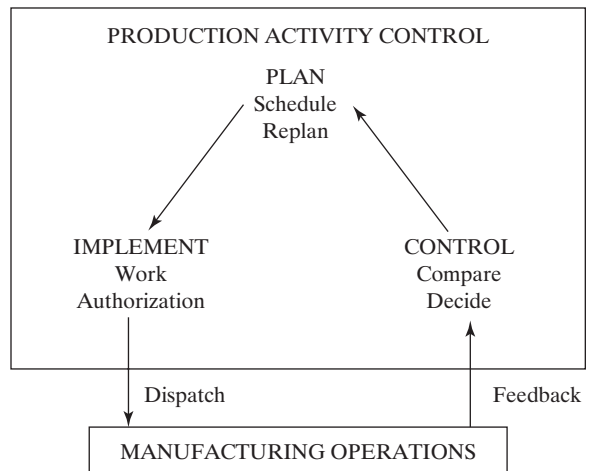 PRODUCTION ACTIVITY CONTROL
PLAN
Schedule
Replan
IMPLEMENT
Work
Authorization
CONTROL
Compare
Decide
Dispatch
Feedback
MANUFACTURING OPERATIONS